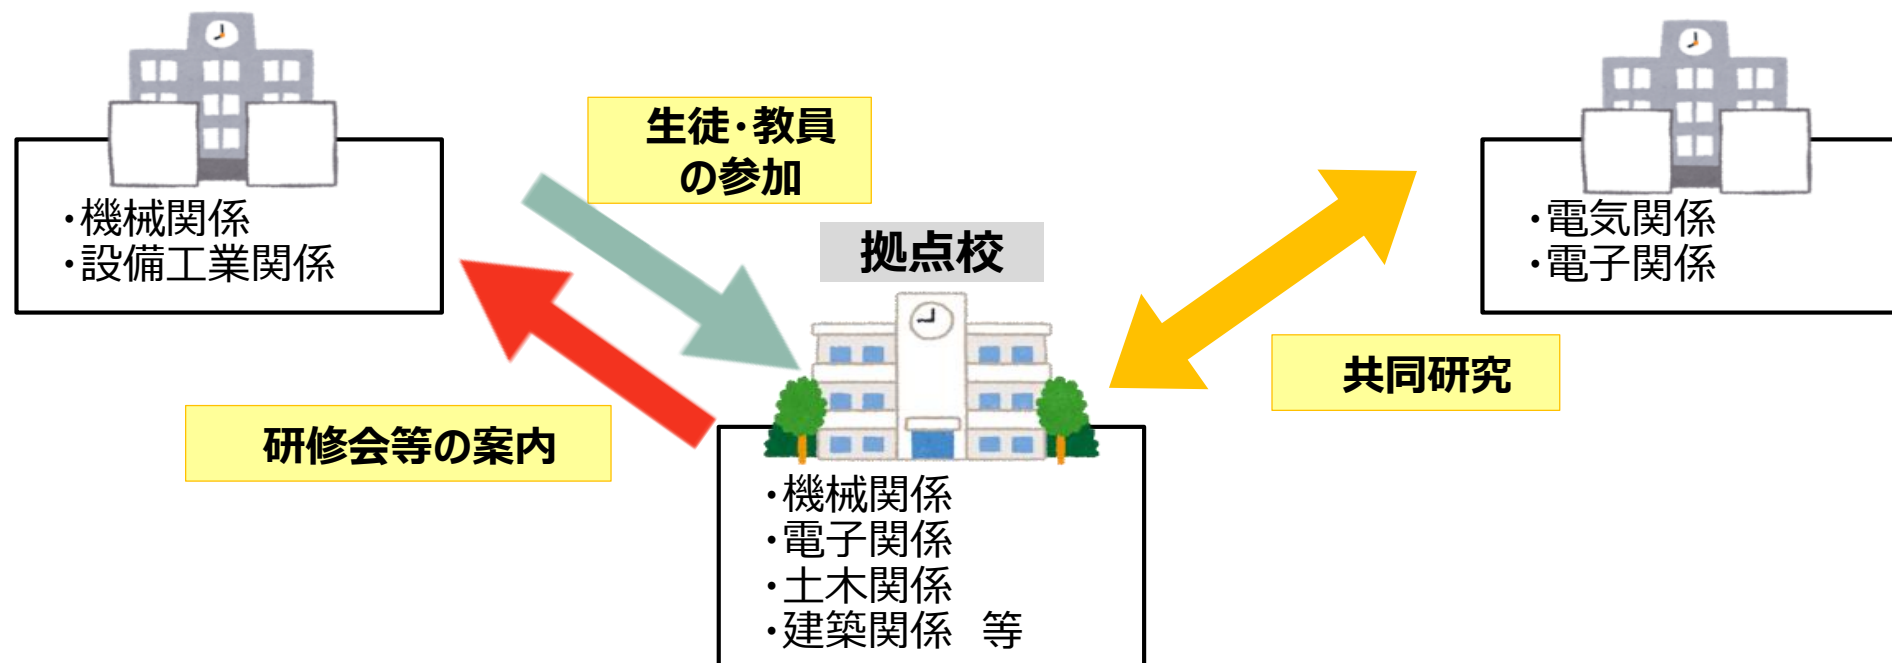 生徒・教員
の参加
・機械関係
・設備工業関係
・電気関係
・電子関係
拠点校
共同研究
研修会等の案内
・機械関係
・電子関係
・土木関係
・建築関係 等